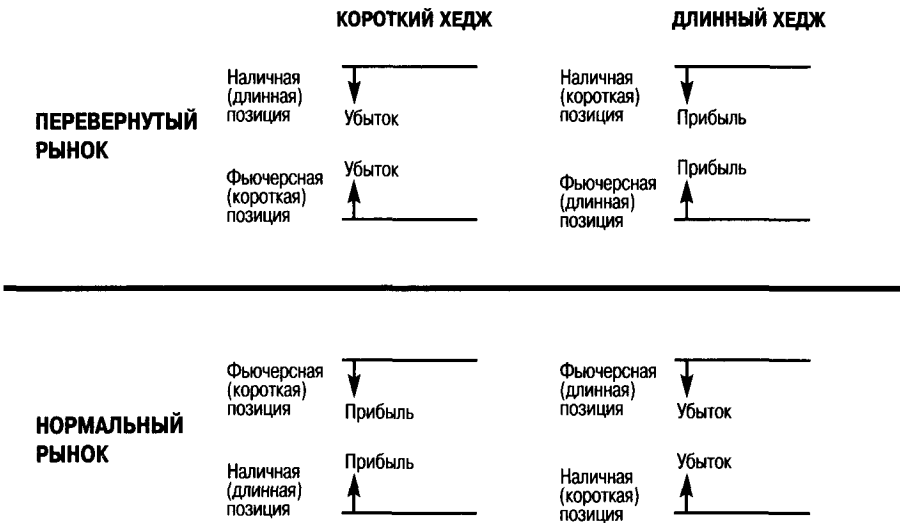 КОРОТКИЙ ХЕДЖ
ДЛИННЫЙ ХЕДЖ
ПЕРЕВЕРНУТЫЙ
РЫНОК
Наличная
(длинная)
позиция
Убыток
Наличная
(короткая)
позиция
Прибыль
Фьючерсная
(короткая)
позиция
Убыток
Фьючерсная
(длинная)
позиция
Прибыль
НОРМАЛЬНЫЙ
РЫНОК
Фьючерсная
(короткая)
позиция
Прибыль
Фьючерсная
(длинная)
позиция
Убыток
Наличная
(длинная)
позиция
Прибыль
Наличная
(короткая)
позиция
Убыток